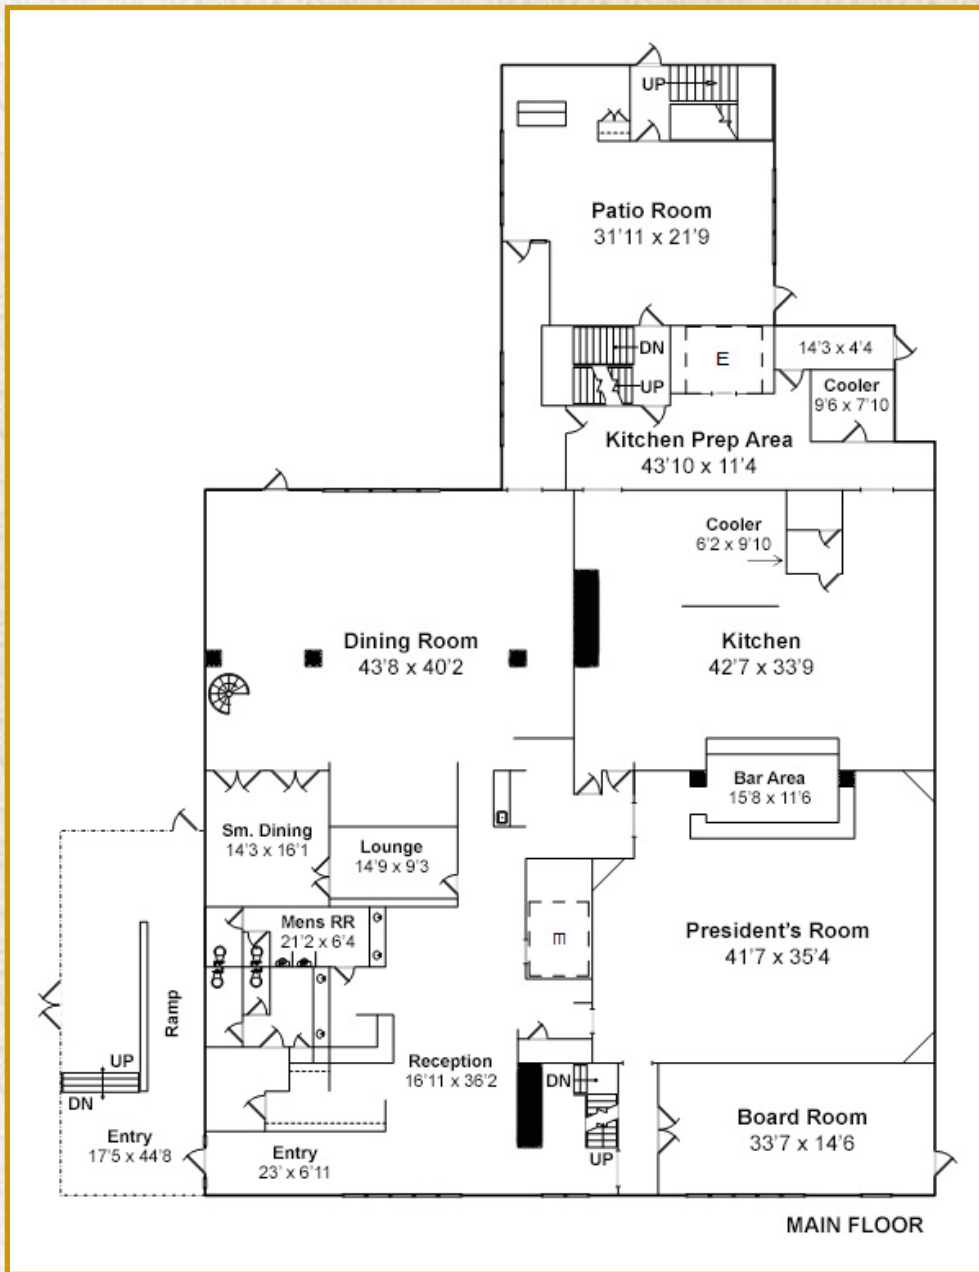 UP
Patio Room
31'11 x 21'9
DN
UP
E
14'3 x 4'4
Cooler
9'6 x 7'10
Kitchen Prep Area
43'10 x 11'4
Cooler
6'2 x 9'10
Dining Room
43'8 x 40'2
Kitchen
42'7 x 33'9
Bar Area
15'8 x 11'6
Sm. Dining
14'3 x 16'1
Lounge
14'9 x 9'3
Mens RR
21'2 x 6'4
E
President's Room
41'7 x 35'4
Ramp
UP
DN
Reception
16'11 x 36'2
DN
UP
Board Room
33'7 x 14'6
Entry
17'5 x 44'8
Entry
23' x 6'11
MAIN FLOOR